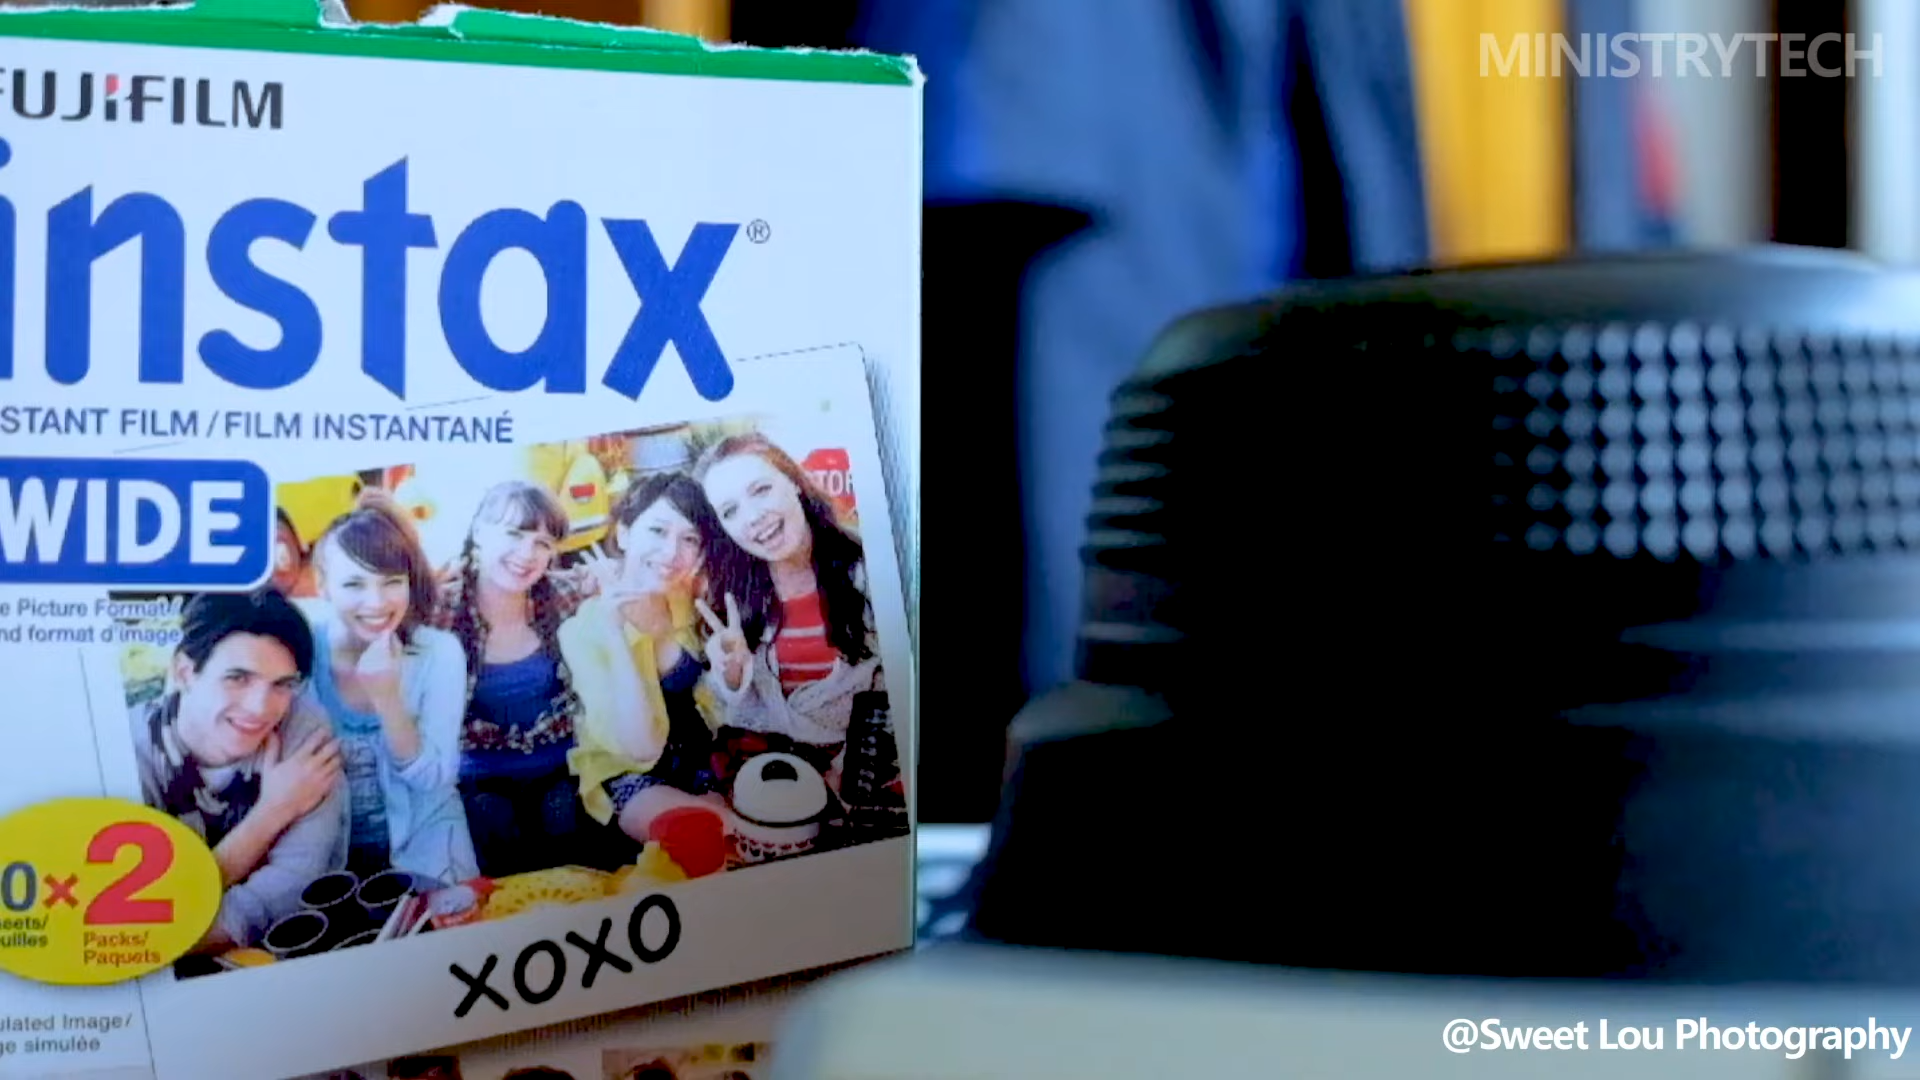 MINISTRYTECH
FUJIFILM
instax®
STANT FILM / FILM INSTANTANÉ
WIDE
e Picture Format/
nd format d'image
STOP
0 x 2
eets/
uilles
Packs/
Paquets
XOXO
ulated Image/
ge simulée
@Sweet Lou Photography